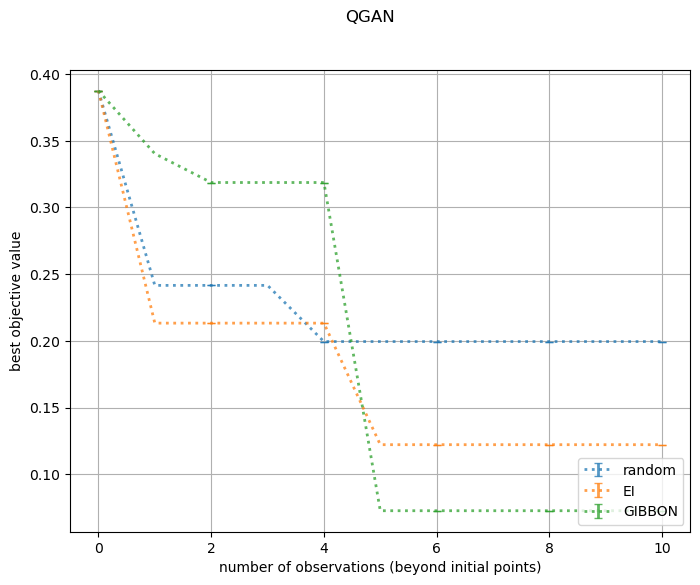 QGAN
0.40
0.35
0.30
0.25
0.20
0.15
0.10
best objective value
0
2
4
6
8
10
number of observations (beyond initial points)
random
EI
GIBBON